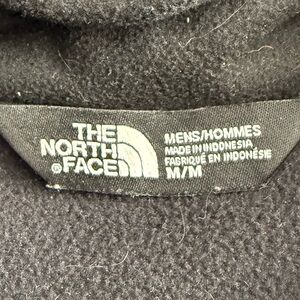 THE
NORTH
FACE®
MENS/HOMMES
MADE IN INDONESIA
FABRIQUÉ EN INDONÉSIE
M/M